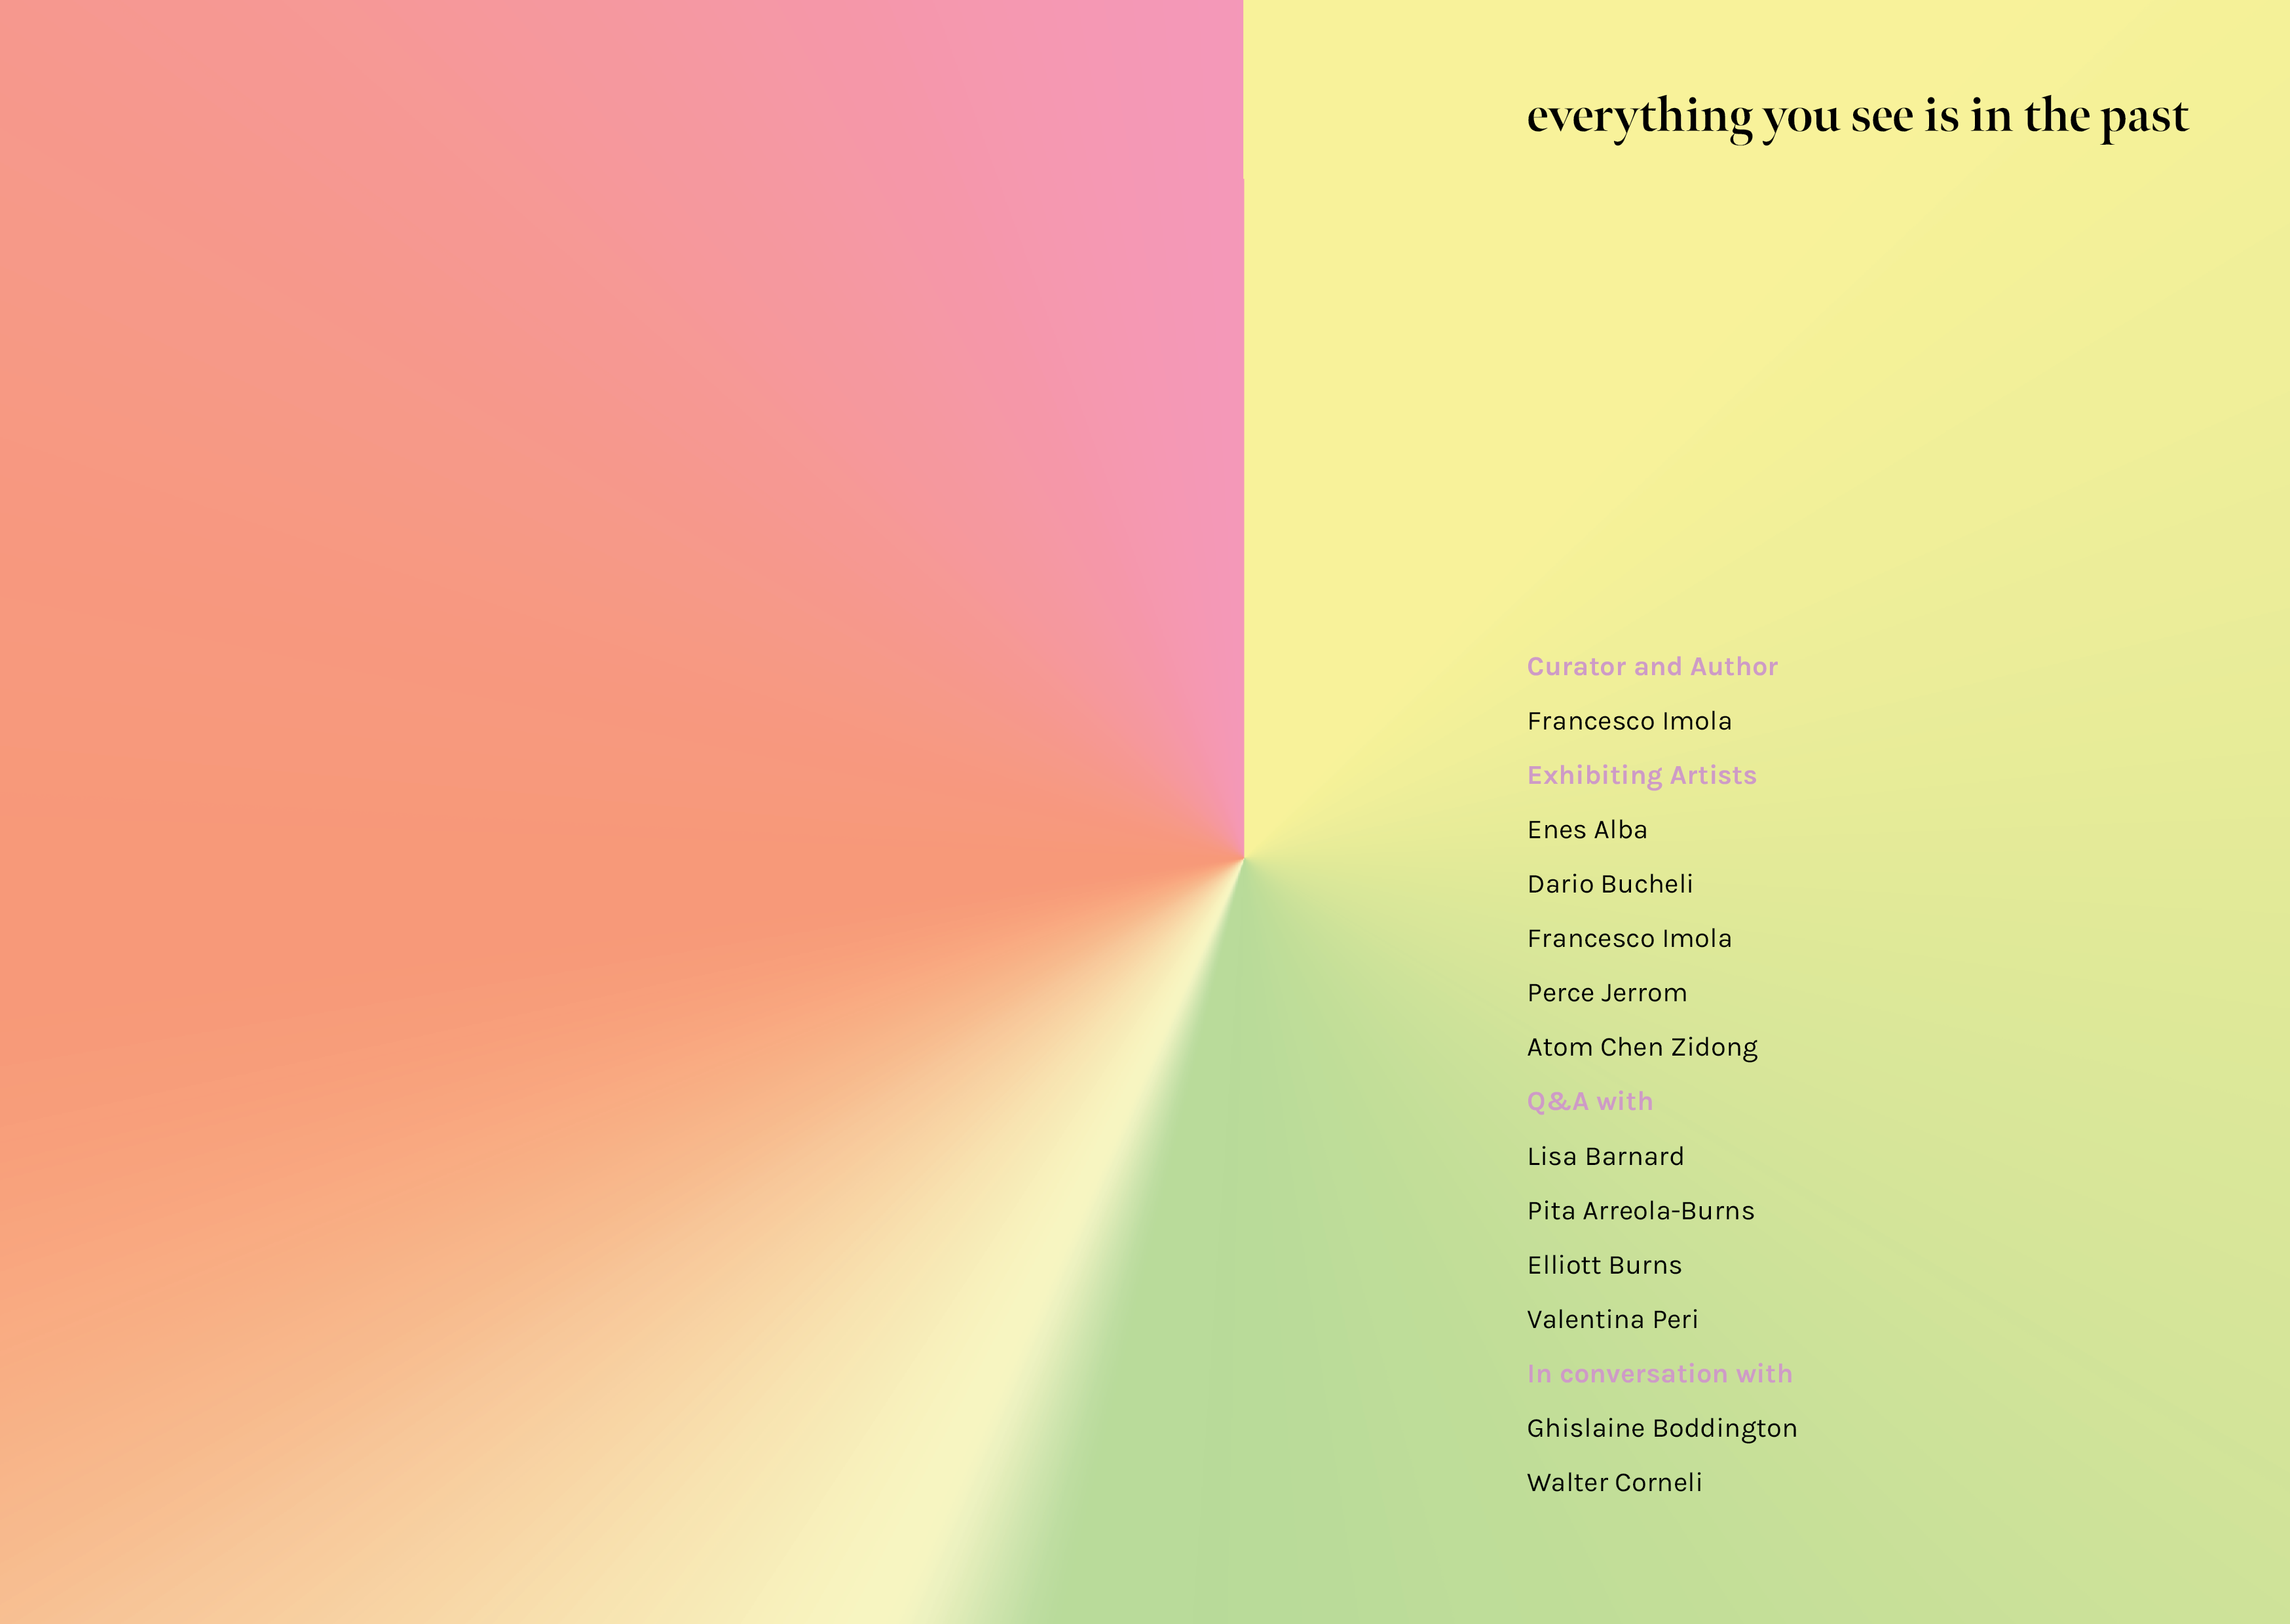 everything you see is in the past
Curator and Author
Francesco Imola
Exhibiting Artists
Enes Alba
Dario Bucheli
Francesco Imola
Perce Jerrom
Atom Chen Zidong
Q&A with
Lisa Barnard
Pita Arreola-Burns
Elliott Burns
Valentina Peri
In conversation with
Ghislaine Boddington
Walter Corneli